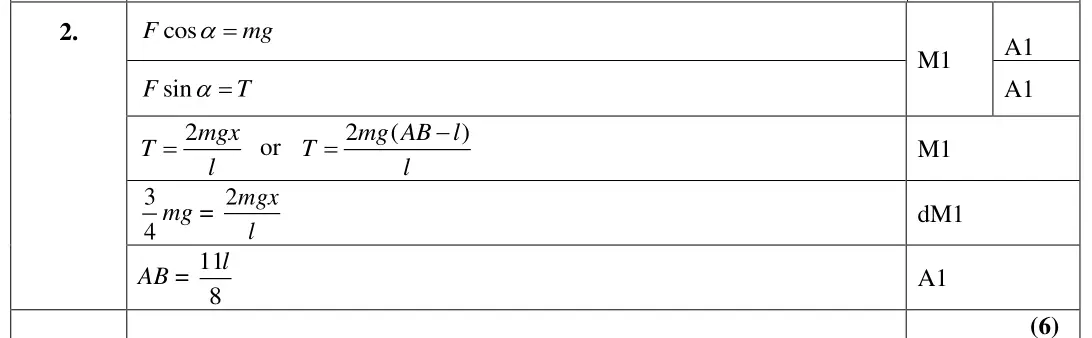 2. F cos α = mg M1 A1
F sin α = T A1
T = 2mgx / l or T = 2mg(AB − l) / l M1
3/4 mg = 2mgx / l dM1
AB = 11l / 8 A1
(6)